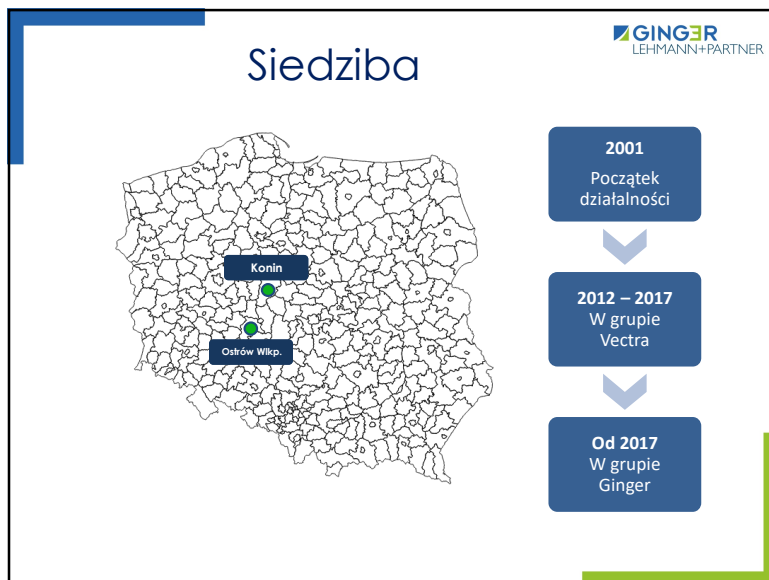 Siedziba
GINGER
LEHMANN+PARTNER
Konin
Ostrów Wlkp.
2001
Początek
działalności
2012 – 2017
W grupie
Vectra
Od 2017
W grupie
Ginger